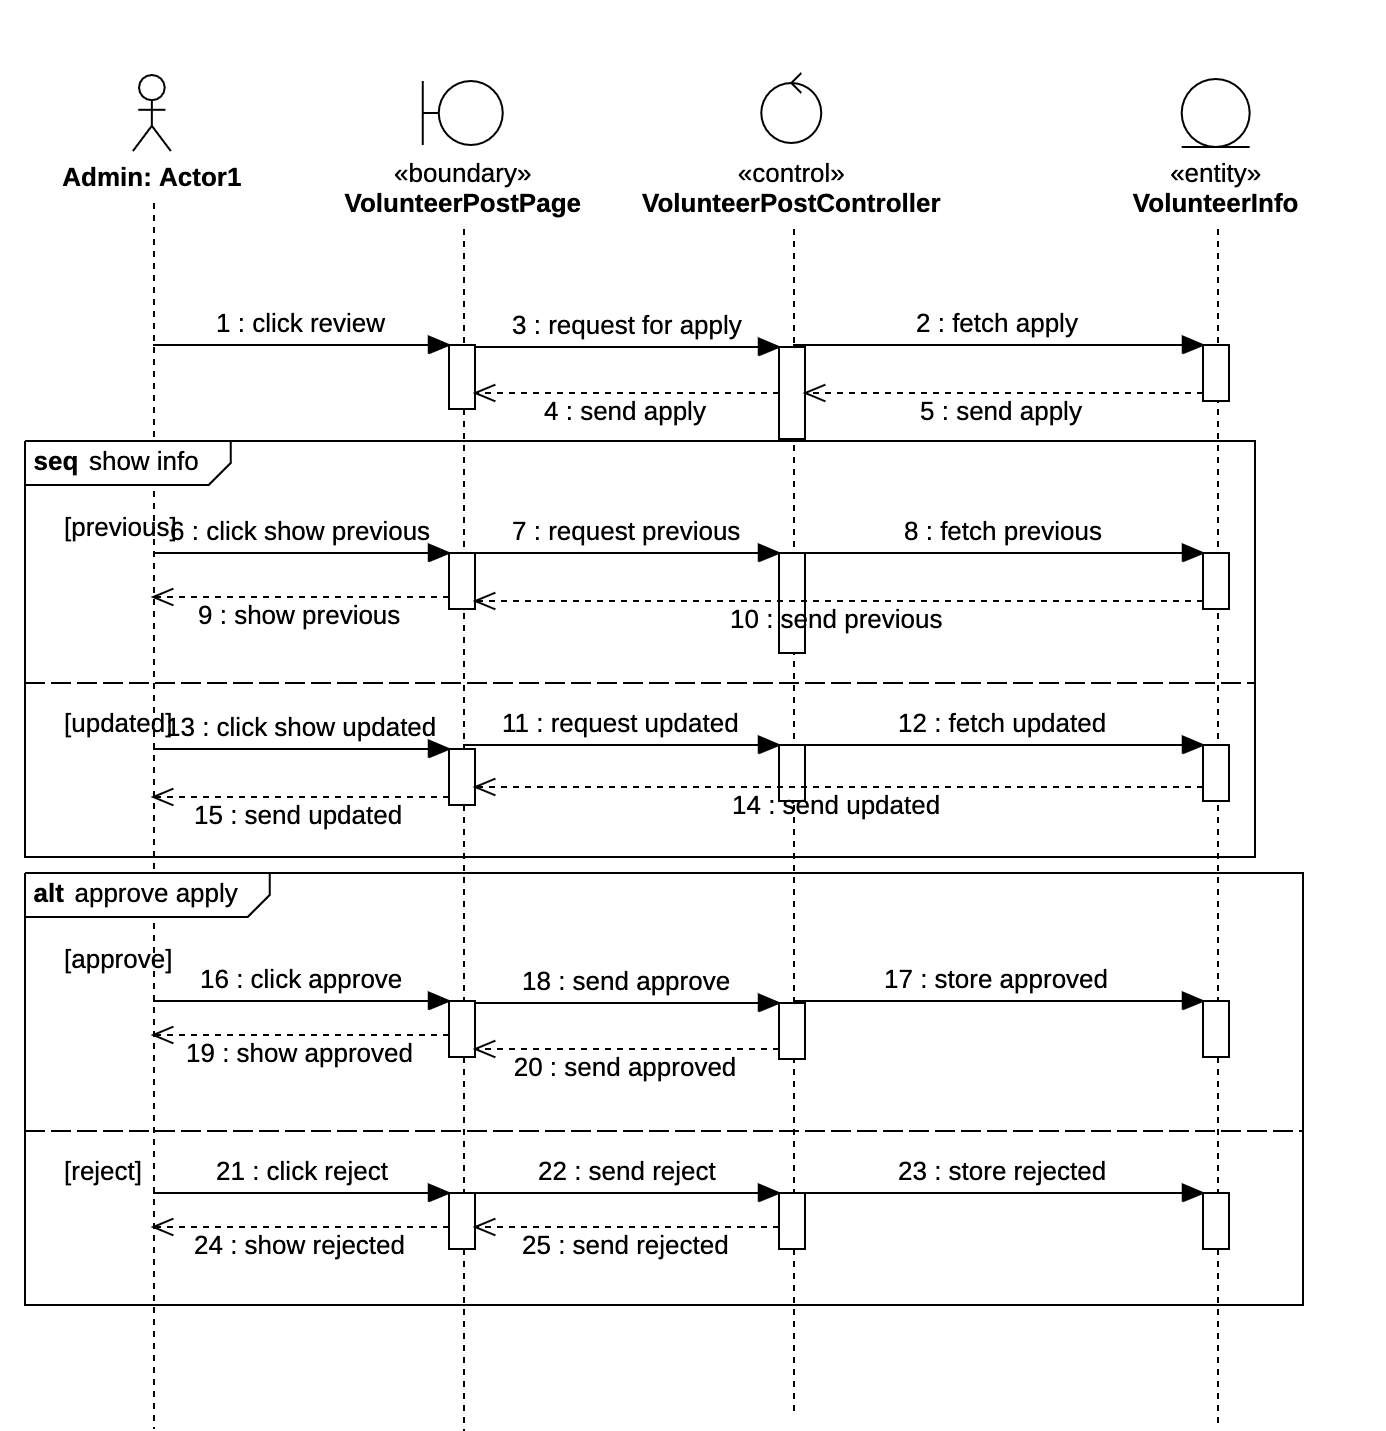 Admin: Actor1
«boundary»
VolunteerPostPage
«control»
VolunteerPostController
«entity»
VolunteerInfo
1 : click review
3 : request for apply
2 : fetch apply
4 : send apply
5 : send apply
seq show info
[previous]
6 : click show previous
7 : request previous
8 : fetch previous
9 : show previous
10 : send previous
[updated]
13 : click show updated
11 : request updated
12 : fetch updated
15 : send updated
14 : send updated
alt approve apply
[approve]
16 : click approve
18 : send approve
17 : store approved
19 : show approved
20 : send approved
[reject]
21 : click reject
22 : send reject
23 : store rejected
24 : show rejected
25 : send rejected